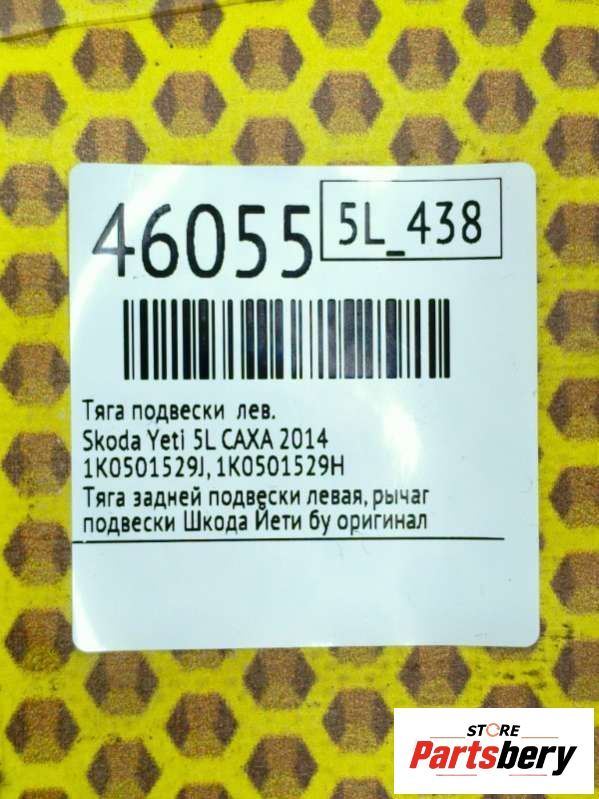 46055
5L_438
Тяга подвески лев.
Skoda Yeti 5L CAXA 2014
1K0501529J, 1K0501529H
Тяга задней подвески левая, рычаг
подвески Шкода Йети бу оригинал
STORE
Partsbery